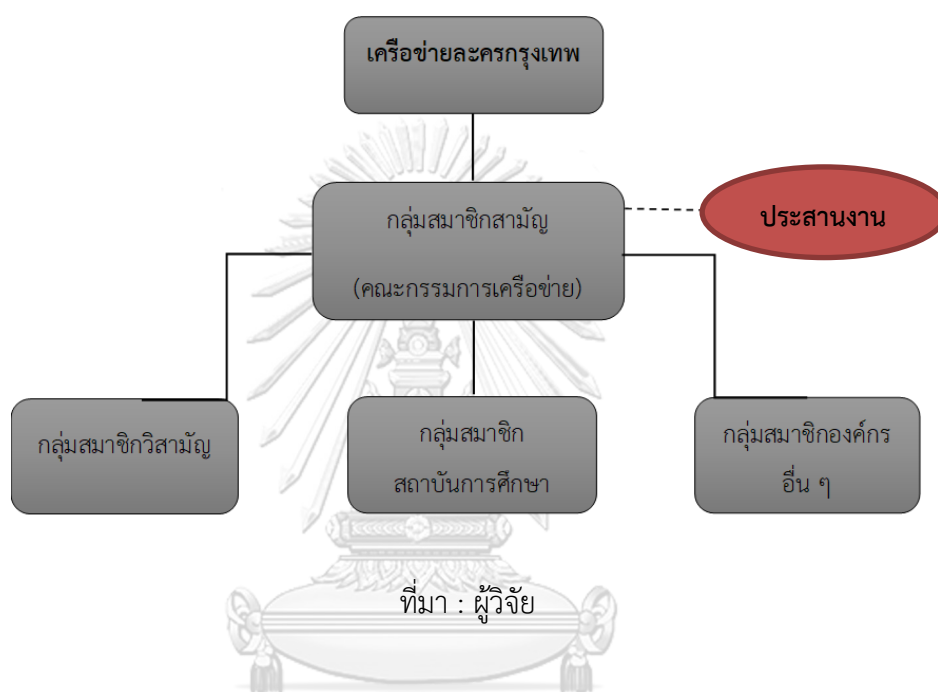 เครือข่ายละครกรุงเทพ
กลุ่มสมาชิกสามัญ
(คณะกรรมการเครือข่าย)
ประสานงาน
กลุ่มสมาชิกวิสามัญ
กลุ่มสมาชิก
สถาบันการศึกษา
กลุ่มสมาชิกองค์กร
อื่น ๆ
ที่มา : ผู้วิจัย